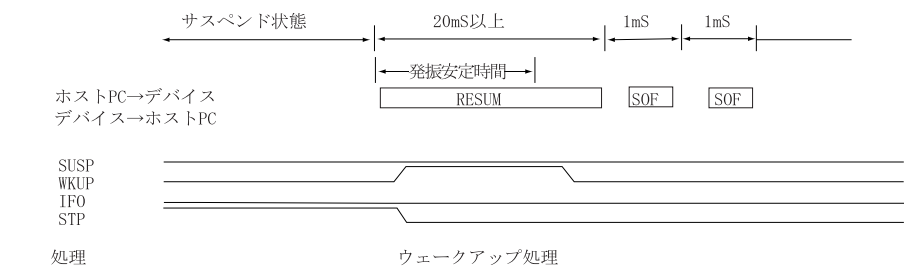 サスペンド状態
20mS以上
1mS
1mS
発振安定時間
ホストPC→デバイス
RESUM
SOF
SOF
デバイス→ホストPC
SUSP
WKUP
IFO
STP
処理
ウェークアップ処理